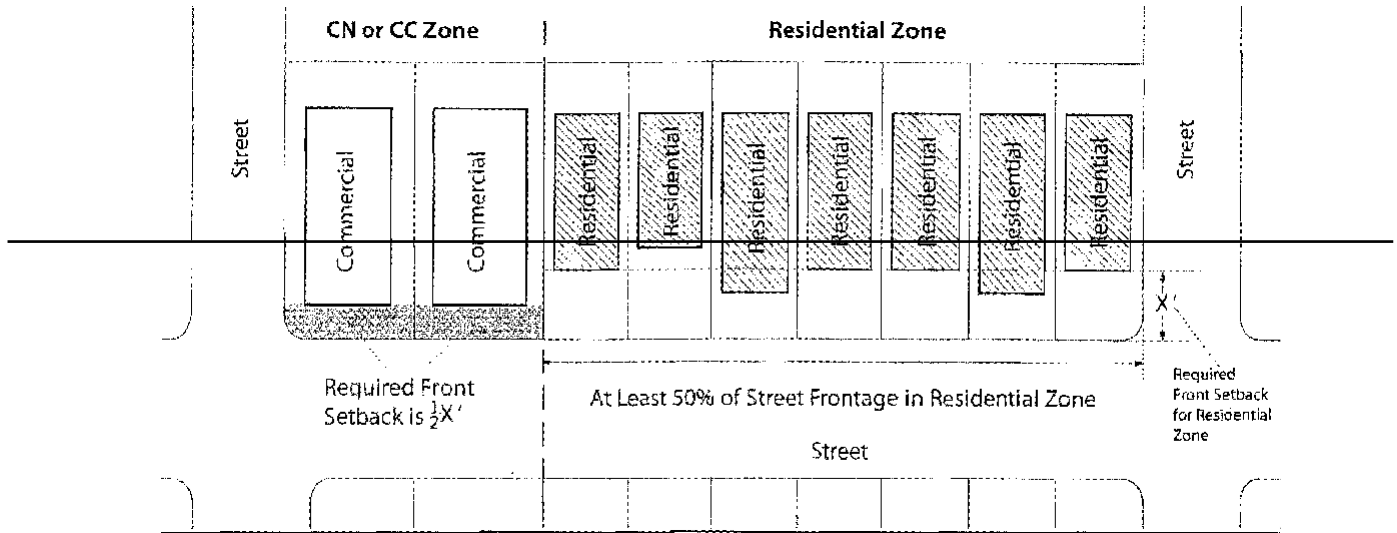 CN or CC Zone
Residential Zone
Street
Commercial
Commercial
Residential
Residential
Residential
Residential
Residential
Residential
Residential
Street
X'
Required Front
Setback is ½X'
At Least 50% of Street Frontage in Residential Zone
Required
Front Setback
for Residential
Zone
Street